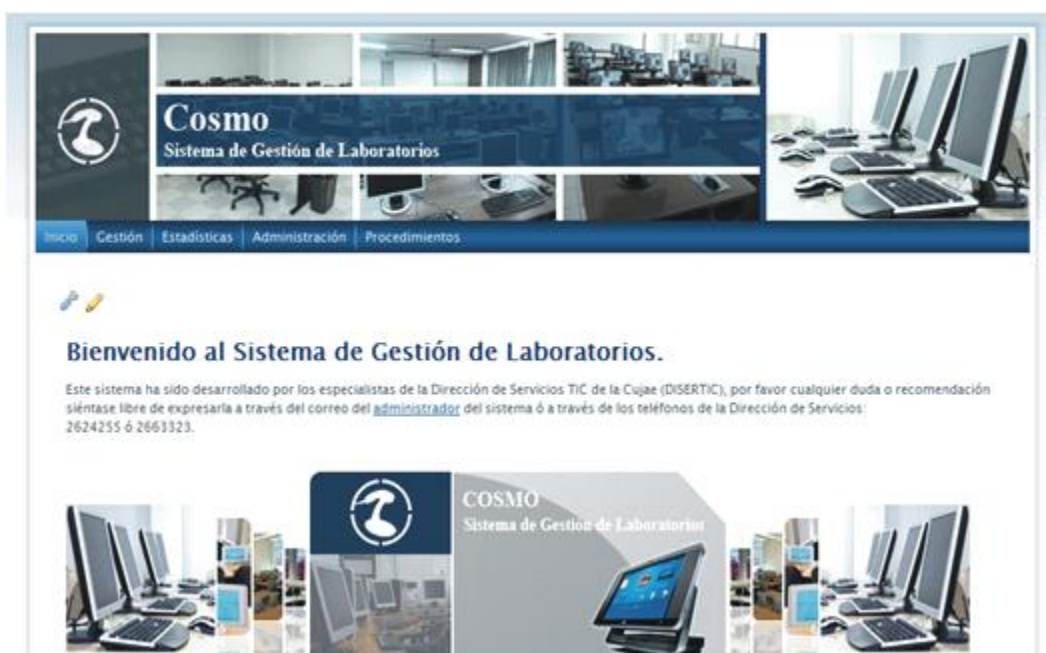 Cosmo
Sistema de Gestión de Laboratorios
Inicio Gestión Estadísticas Administración Procedimientos
Bienvenido al Sistema de Gestión de Laboratorios.
Este sistema ha sido desarrollado por los especialistas de la Dirección de Servicios TIC de la Cujae (DISERTIC), por favor cualquier duda o recomendación
siéntase libre de expresarla a través del correo del administrador del sistema ó a través de los teléfonos de la Dirección de Servicios:
2624255 ó 2663323.
COSMO
Sistema de Gestión de Laboratorios